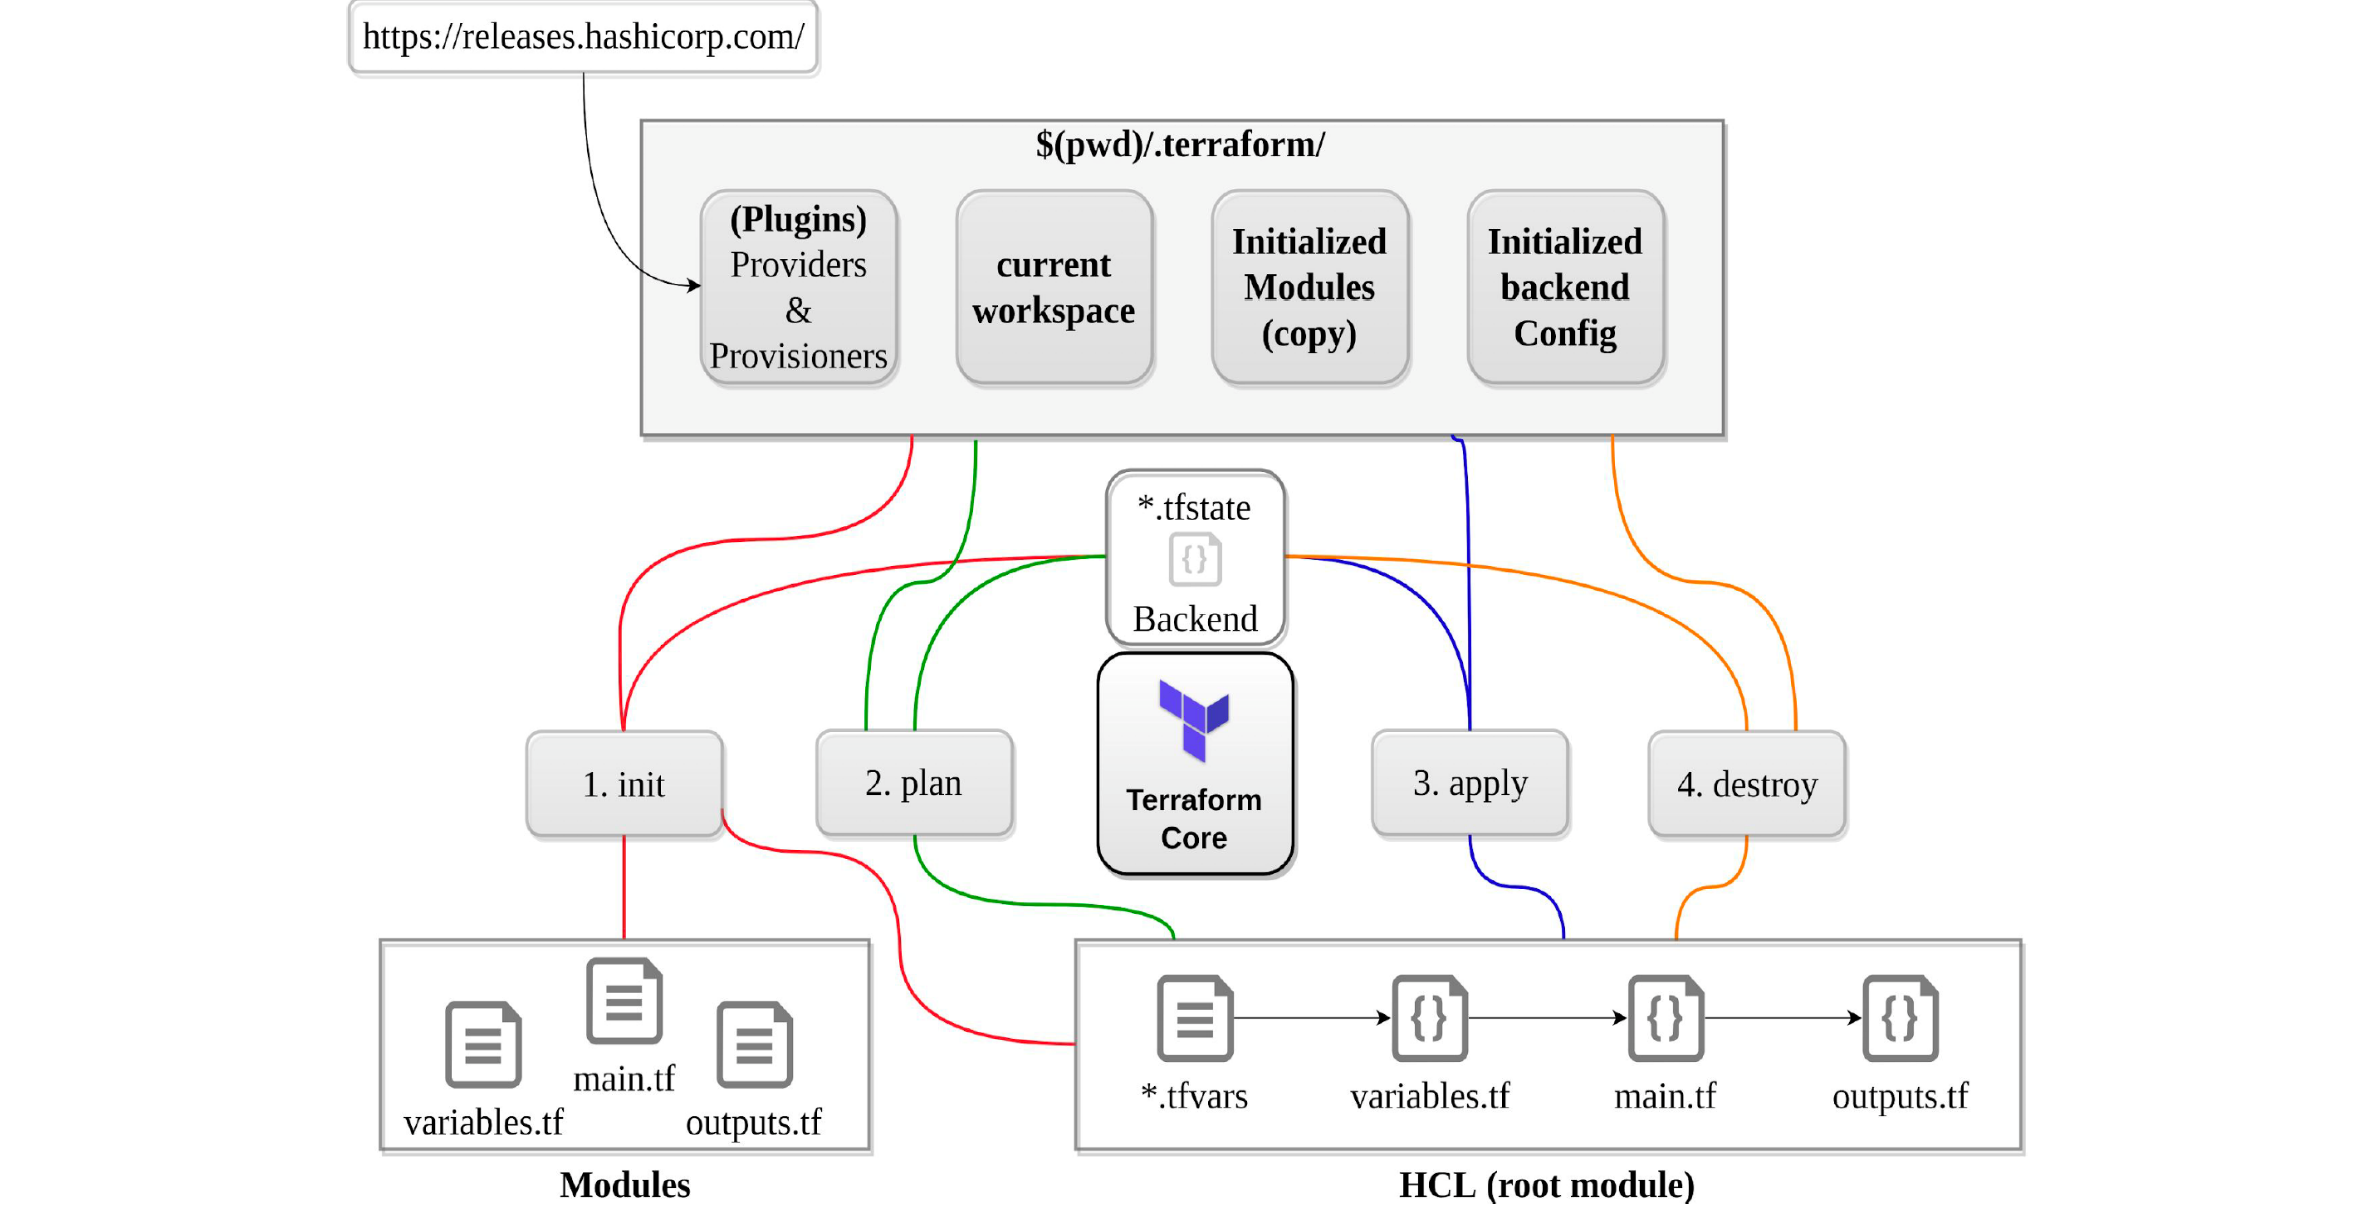 https://releases.hashicorp.com/
$(pwd)/.terraform/
(Plugins)
Providers
&
Provisioners
current
workspace
Initialized
Modules
(copy)
Initialized
backend
Config
*.tfstate
{}
Backend
1. init
2. plan
Terraform
Core
3. apply
4. destroy
variables.tf
main.tf
outputs.tf
Modules
{}
{}
{}
*.tfvars
variables.tf
main.tf
outputs.tf
HCL (root module)